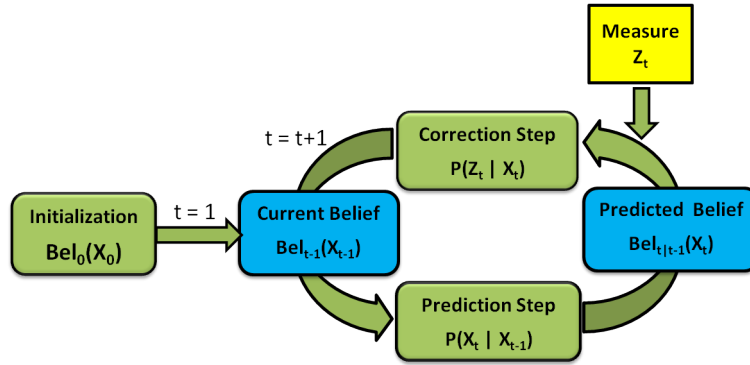 Measure
Zₜ
t = t+1
Correction Step
P(Zₜ | Xₜ)
Initialization
Bel₀(X₀)
t = 1
Current Belief
Belₜ₋₁(Xₜ₋₁)
Predicted Belief
Belₜ|ₜ₋₁(Xₜ)
Prediction Step
P(Xₜ | Xₜ₋₁)